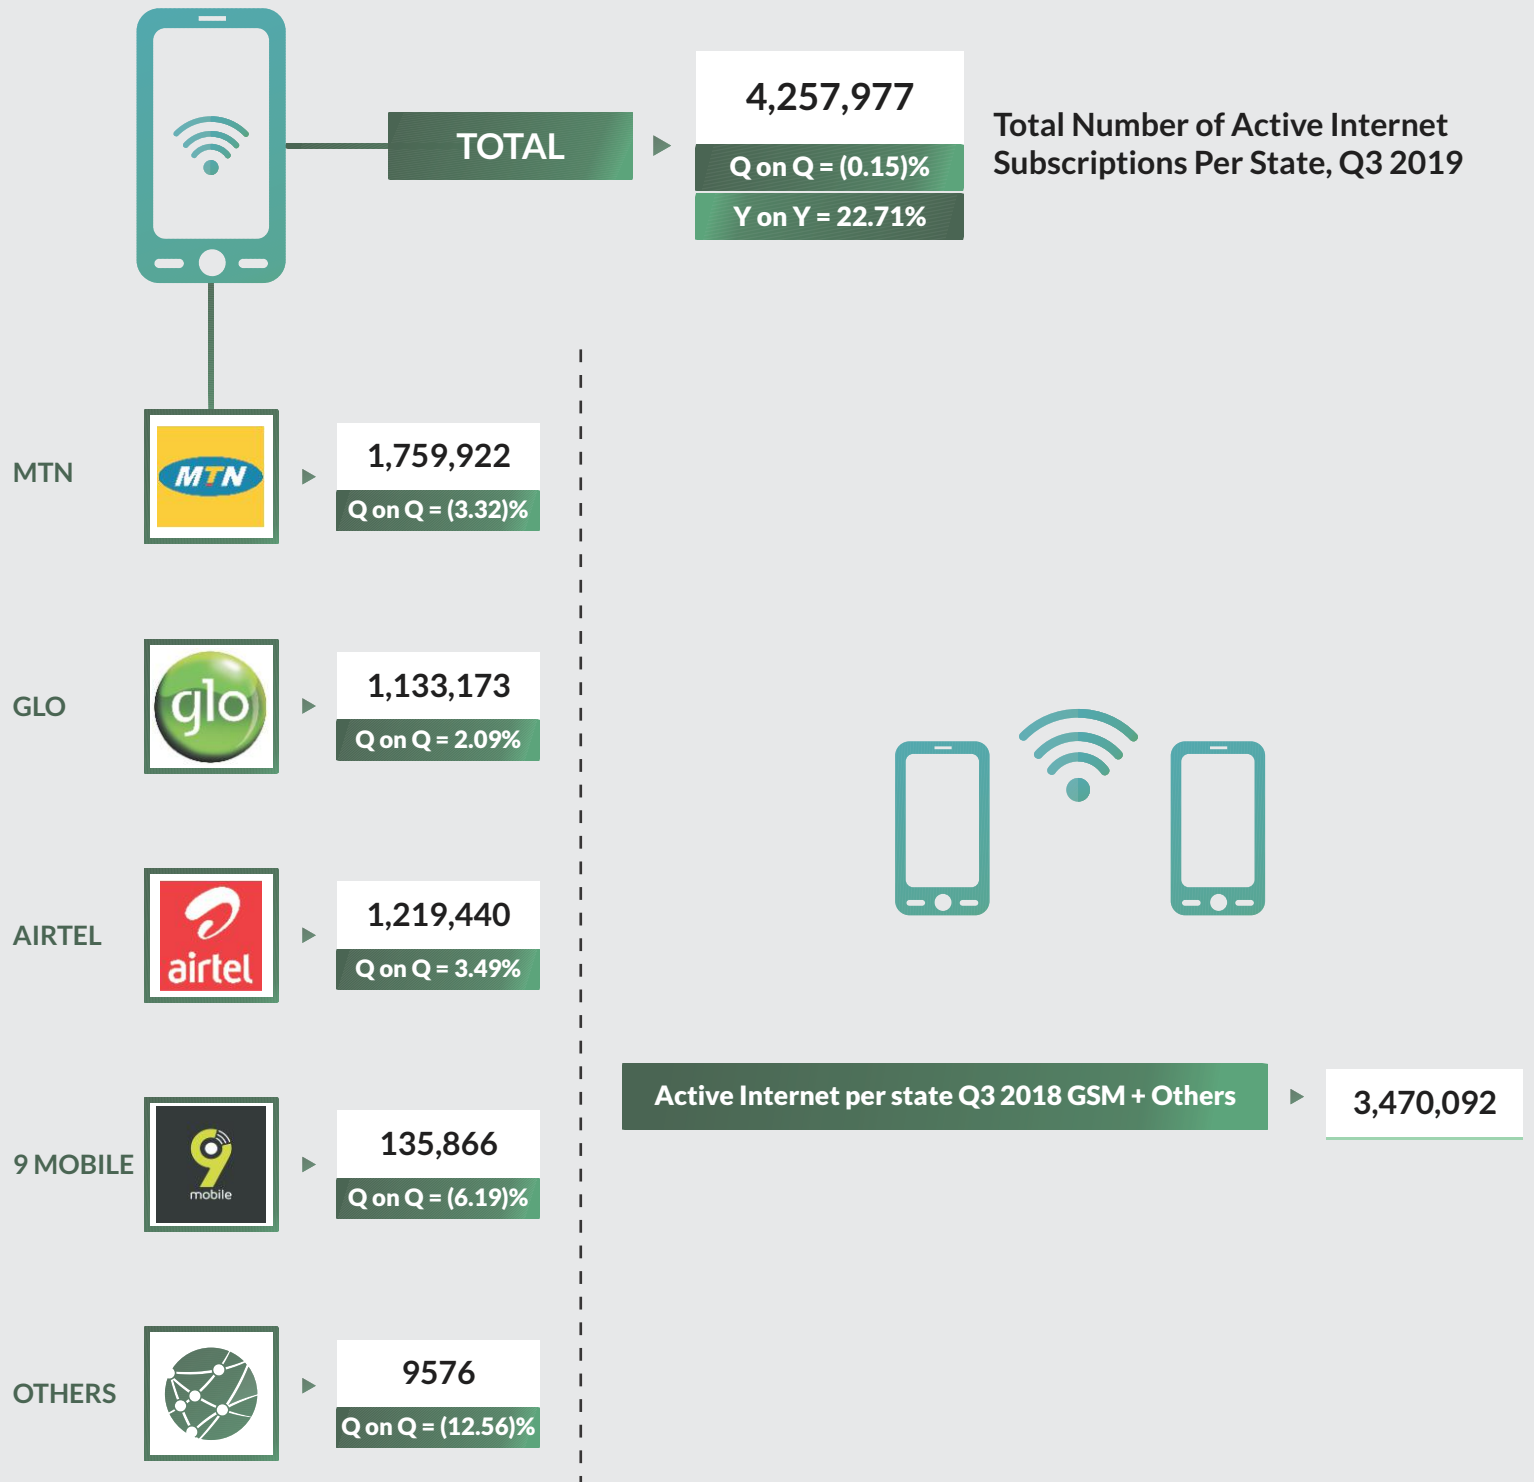 TOTAL
4,257,977
Q on Q = (0.15)%
Y on Y = 22.71%
Total Number of Active Internet
Subscriptions Per State, Q3 2019
MTN
MTN
1,759,922
Q on Q = (3.32)%
GLO
glo
1,133,173
Q on Q = 2.09%
AIRTEL
airtel
1,219,440
Q on Q = 3.49%
9 MOBILE
9
mobile
135,866
Q on Q = (6.19)%
OTHERS
9576
Q on Q = (12.56)%
Active Internet per state Q3 2018 GSM + Others
3,470,092